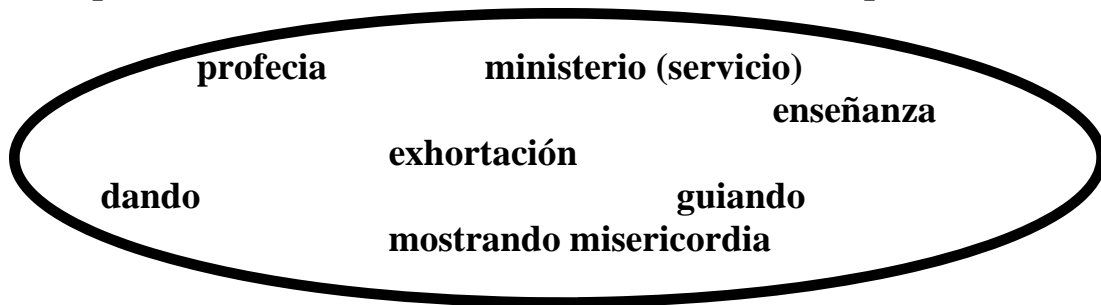 profecia ministerio (servicio)
enseñanza
exhortación
dando guiando
mostrando misericordia